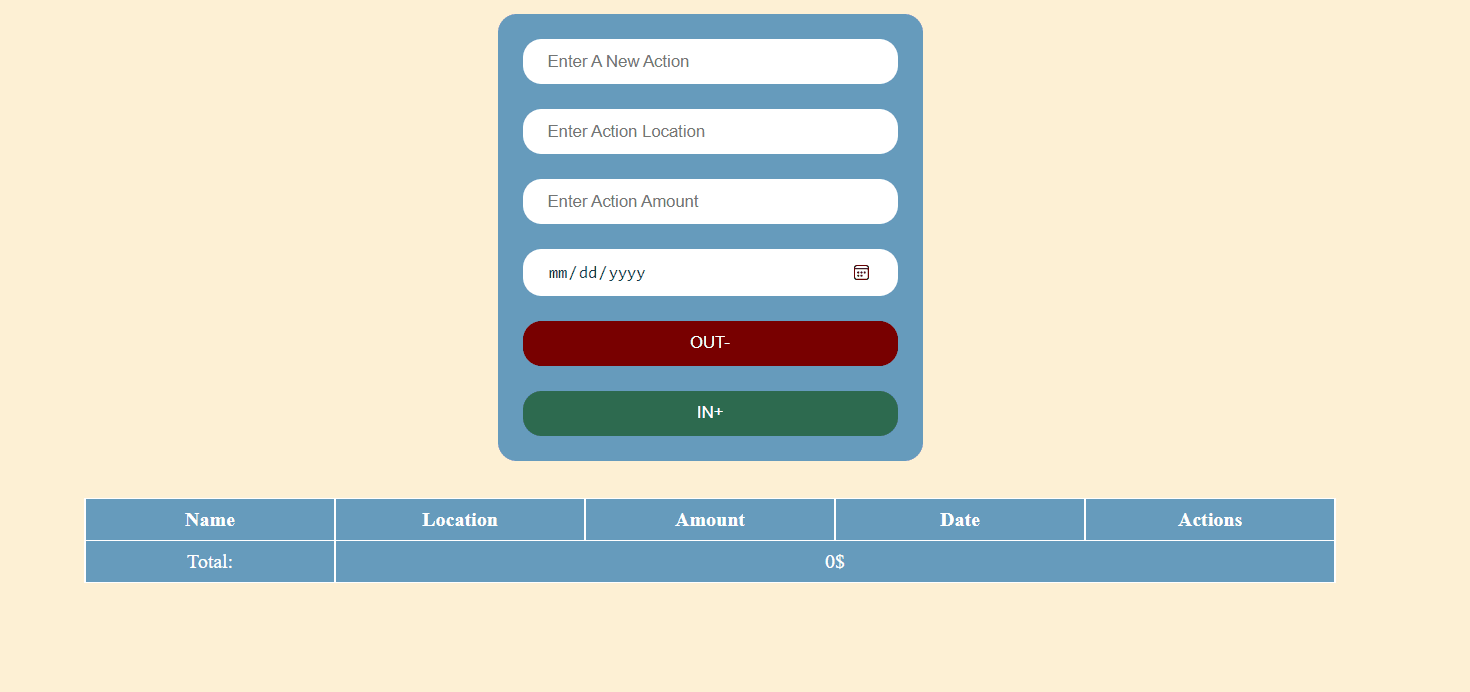 Enter A New Action
Enter Action Location
Enter Action Amount
mm/dd/yyyy
OUT-
IN+
Name Location Amount Date Actions
Total: 0$